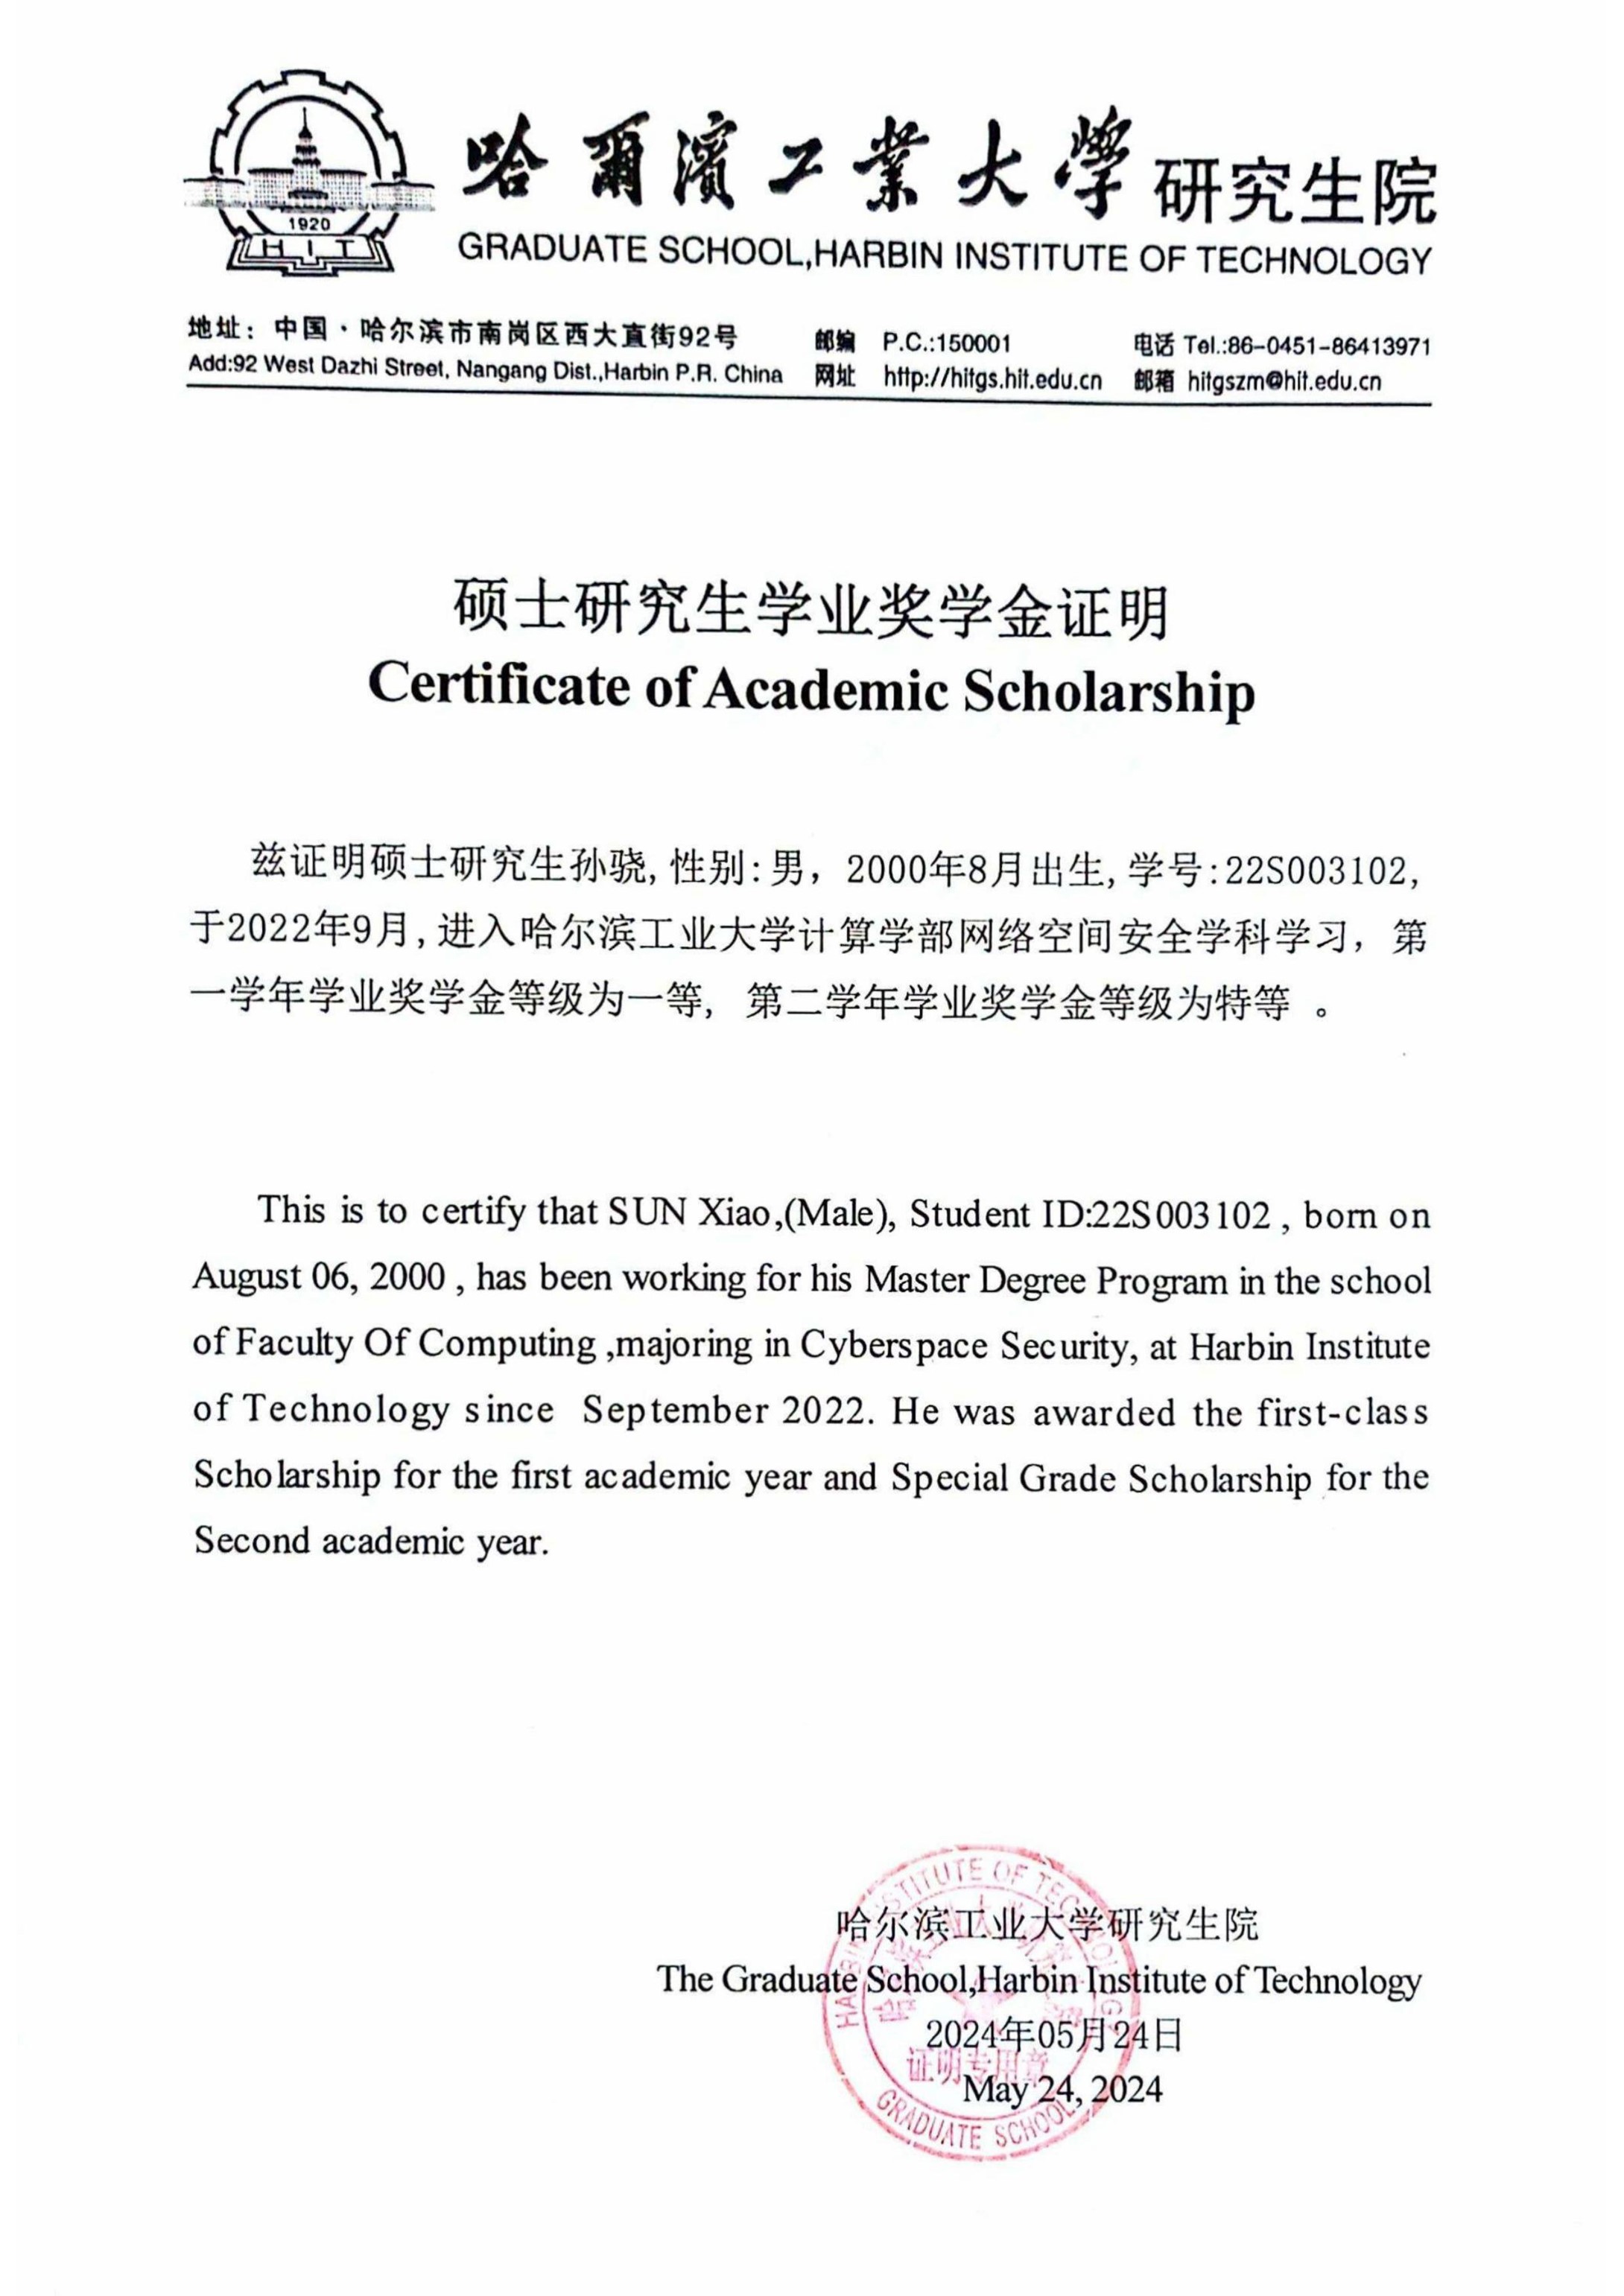 1920
HIT
哈爾濱工業大學研究生院
GRADUATE SCHOOL,HARBIN INSTITUTE OF TECHNOLOGY
地址：中国·哈尔滨市南岗区西大直街92号 邮编 P.C.:150001 电话 Tel.:86-0451-86413971
Add:92 West Dazhi Street, Nangang Dist.,Harbin P.R. China 网址 http://hitgs.hit.edu.cn 邮箱 hitgszm@hit.edu.cn
硕士研究生学业奖学金证明
Certificate of Academic Scholarship
兹证明硕士研究生孙骁,性别:男，2000年8月出生,学号:22S003102,
于2022年9月,进入哈尔滨工业大学计算学部网络空间安全学科学习，第
一学年学业奖学金等级为一等，第二学年学业奖学金等级为特等 。
This is to certify that SUN Xiao,(Male), Student ID:22S003102 , born on
August 06, 2000 , has been working for his Master Degree Program in the school
of Faculty Of Computing ,majoring in Cyberspace Security, at Harbin Institute
of Technology since September 2022. He was awarded the first-class
Scholarship for the first academic year and Special Grade Scholarship for the
Second academic year.
哈尔滨工业大学研究生院
The Graduate School,Harbin Institute of Technology
2024年05月24日
May 24, 2024
HARBIN INSTITUTE OF TECHNOLOGY
哈尔滨工业大学研究生院
证明专用章
GRADUATE SCHOOL